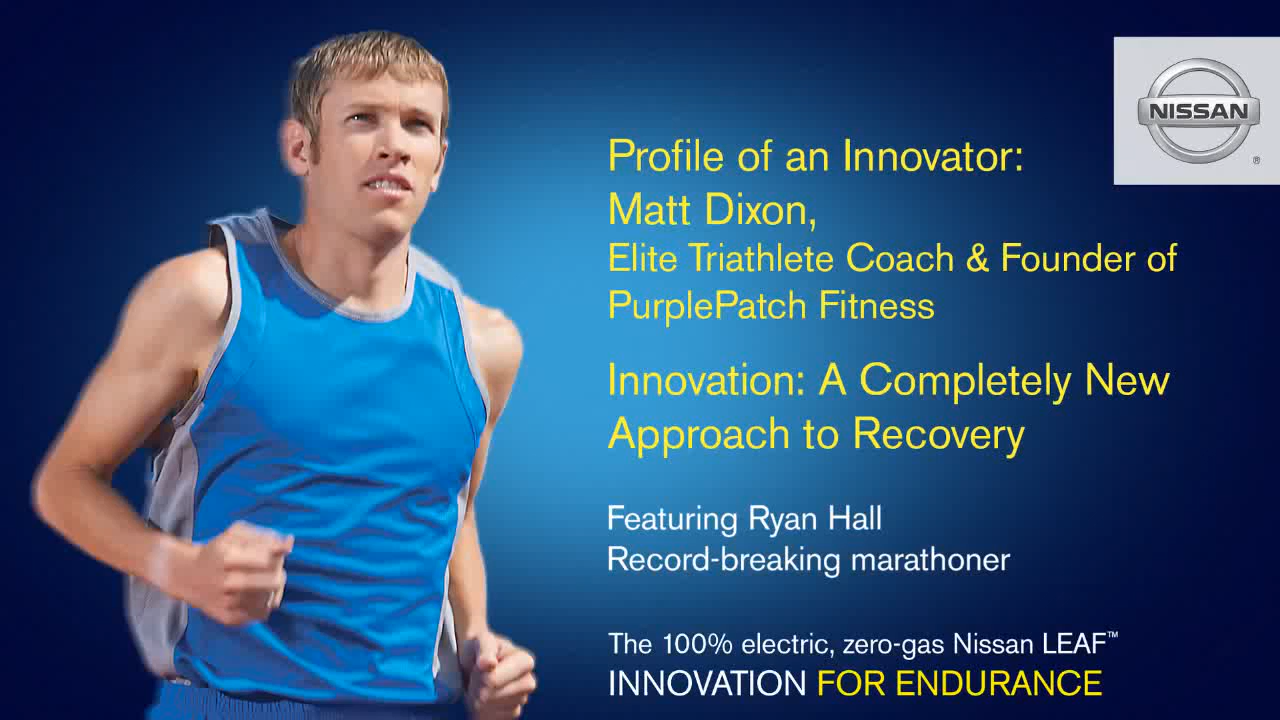 NISSAN
®
Profile of an Innovator:
Matt Dixon,
Elite Triathlete Coach & Founder of
PurplePatch Fitness
Innovation: A Completely New
Approach to Recovery
Featuring Ryan Hall
Record-breaking marathoner
The 100% electric, zero-gas Nissan LEAF™
INNOVATION FOR ENDURANCE